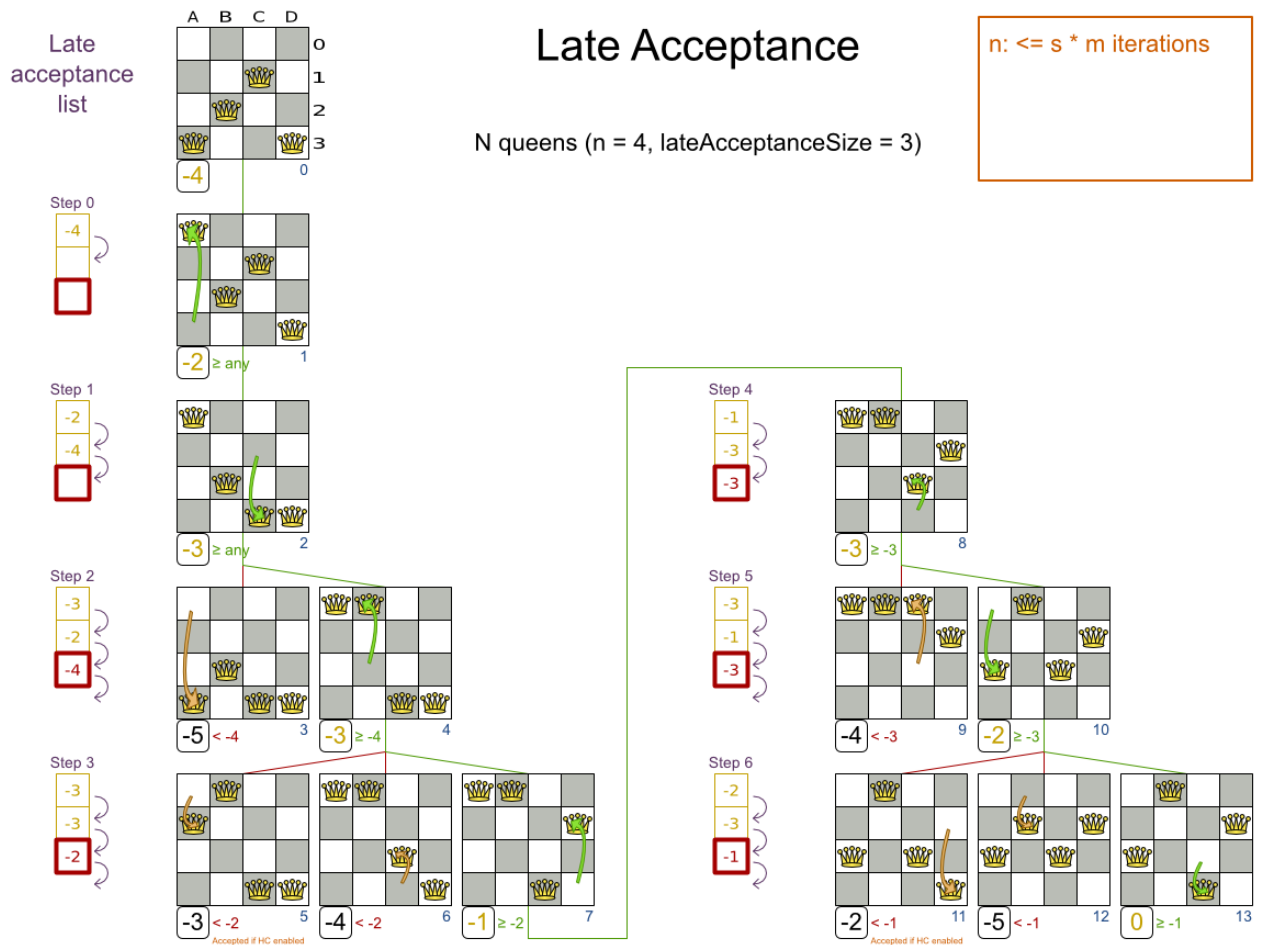 Late Acceptance
N queens (n = 4, lateAcceptanceSize = 3)
n: <= s * m iterations
Late
acceptance
list
A B C D
0
1
2
3
-4
0
Step 0
-4
-2 ≥ any
1
Step 1
-2
-4
-3 ≥ any
2
Step 2
-3
-2
-4
-5 < -4
3
-3 ≥ -4
4
Step 3
-3
-3
-2
-3 < -2
5
Accepted if HC enabled
-4 < -2
6
-1 ≥ -2
7
Step 4
-1
-3
-3
-3 ≥ -3
8
Step 5
-3
-1
-3
-4 < -3
9
-2 ≥ -3
10
Step 6
-2
-3
-1
-2 < -1
11
Accepted if HC enabled
-5 < -1
12
0 ≥ -1
13